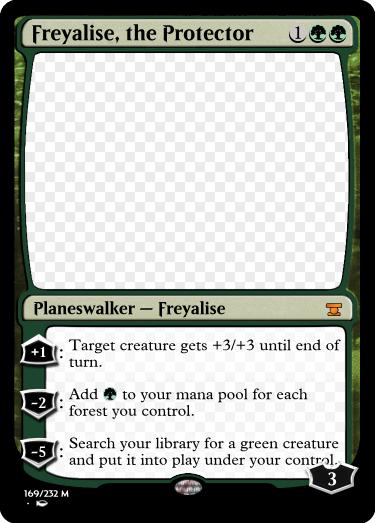 Freyalise, the Protector 1
Planeswalker — Freyalise
+1: Target creature gets +3/+3 until end of
turn.
-2: Add to your mana pool for each
forest you control.
-5: Search your library for a green creature
and put it into play under your control.
3
169/232 M